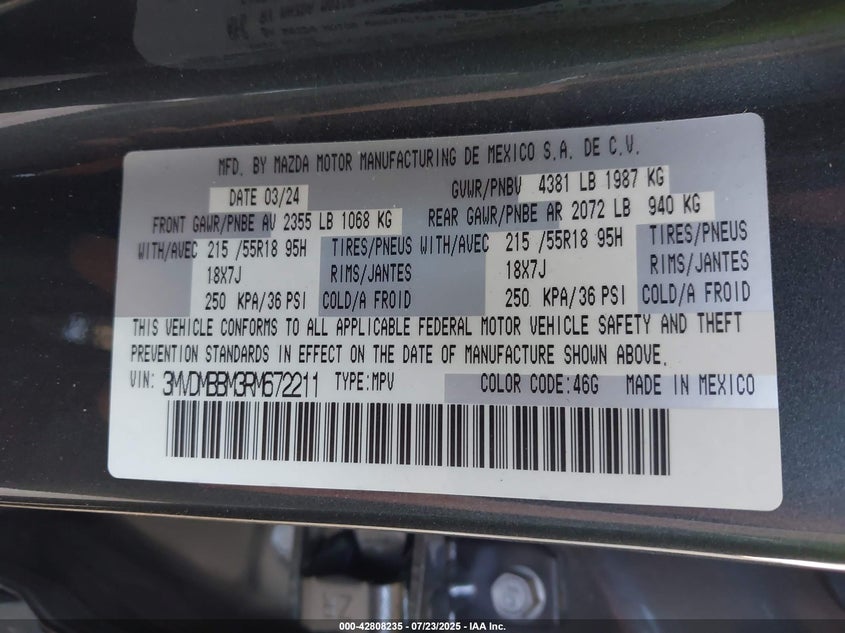 MFD. BY MAZDA MOTOR MANUFACTURING DE MEXICO S.A. DE C.V.
DATE 03/24 GVWR/PNBV 4381 LB 1987 KG
FRONT GAWR/PNBE AV 2355 LB 1068 KG REAR GAWR/PNBE AR 2072 LB 940 KG
WITH/AVEC 215 /55R18 95H TIRES/PNEUS WITH/AVEC 215 /55R18 95H TIRES/PNEUS
18X7J RIMS/JANTES 18X7J RIMS/JANTES
250 KPA/36 PSI COLD/A FROID 250 KPA/36 PSI COLD/A FROID
THIS VEHICLE CONFORMS TO ALL APPLICABLE FEDERAL MOTOR VEHICLE SAFETY AND THEFT
PREVENTION STANDARDS IN EFFECT ON THE DATE OF MANUFACTURE SHOWN ABOVE.
VIN: 3MVDMBBM3RM672211 TYPE:MPV COLOR CODE:46G MADE IN MEXICO
000-42808235 - 07/23/2025 - IAA Inc.